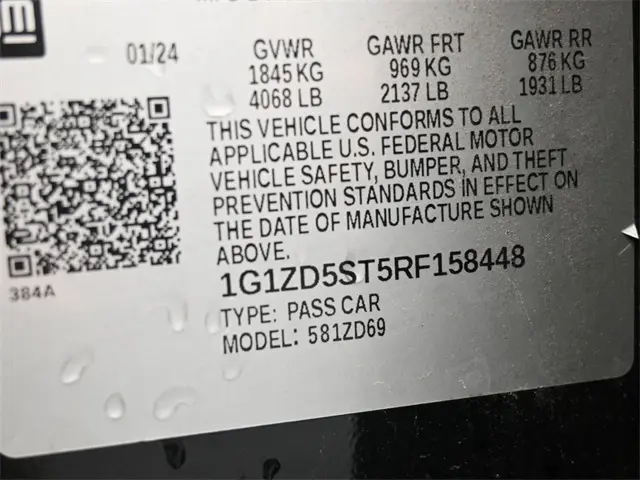 01/24
GVWR GAWR FRT GAWR RR
1845 KG 969 KG 876 KG
4068 LB 2137 LB 1931 LB
THIS VEHICLE CONFORMS TO ALL
APPLICABLE U.S. FEDERAL MOTOR
VEHICLE SAFETY, BUMPER, AND THEFT
PREVENTION STANDARDS IN EFFECT ON
THE DATE OF MANUFACTURE SHOWN
ABOVE.
1G1ZD5ST5RF158448
384A
TYPE: PASS CAR
MODEL: 581ZD69